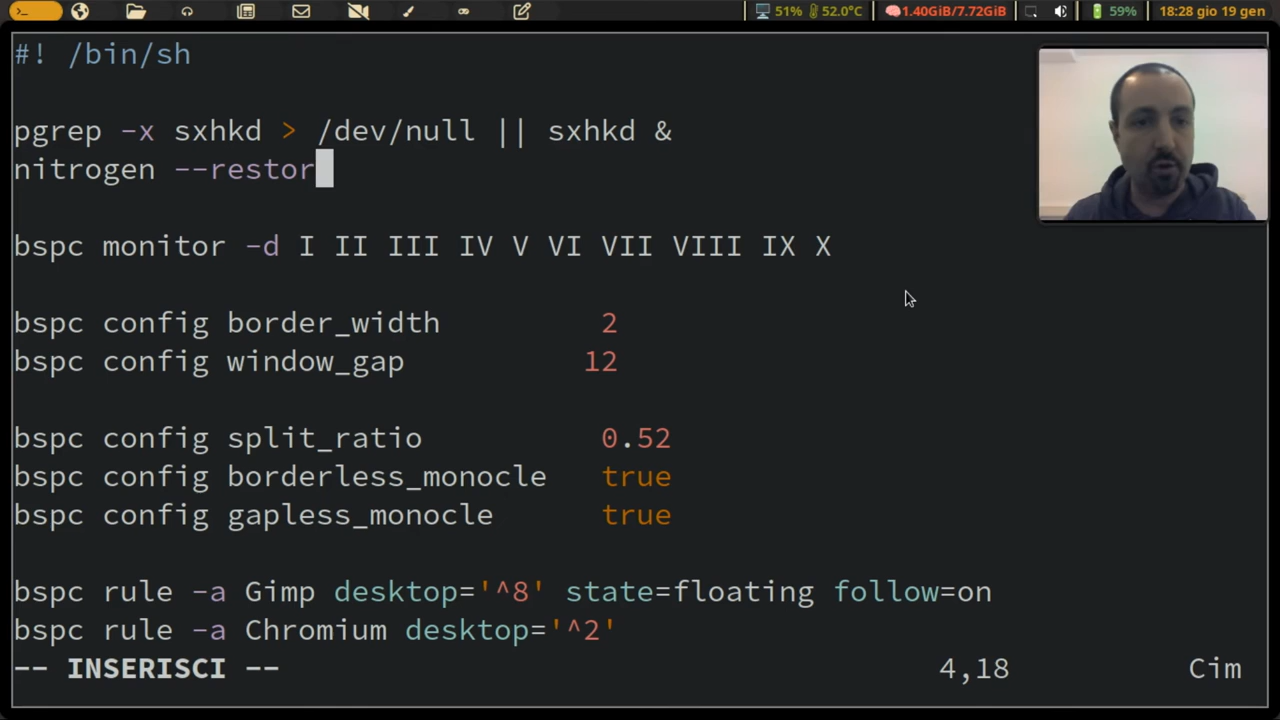 51% 52.0°C 1.40GiB/7.72GiB 59% 18:28 gio 19 gen
#! /bin/sh
pgrep -x sxhkd > /dev/null || sxhkd &
nitrogen --restor
bspc monitor -d I II III IV V VI VII VIII IX X
bspc config border_width 2
bspc config window_gap 12
bspc config split_ratio 0.52
bspc config borderless_monocle true
bspc config gapless_monocle true
bspc rule -a Gimp desktop='^8' state=floating follow=on
bspc rule -a Chromium desktop='^2'
-- INSERISCI -- 4,18 Cim